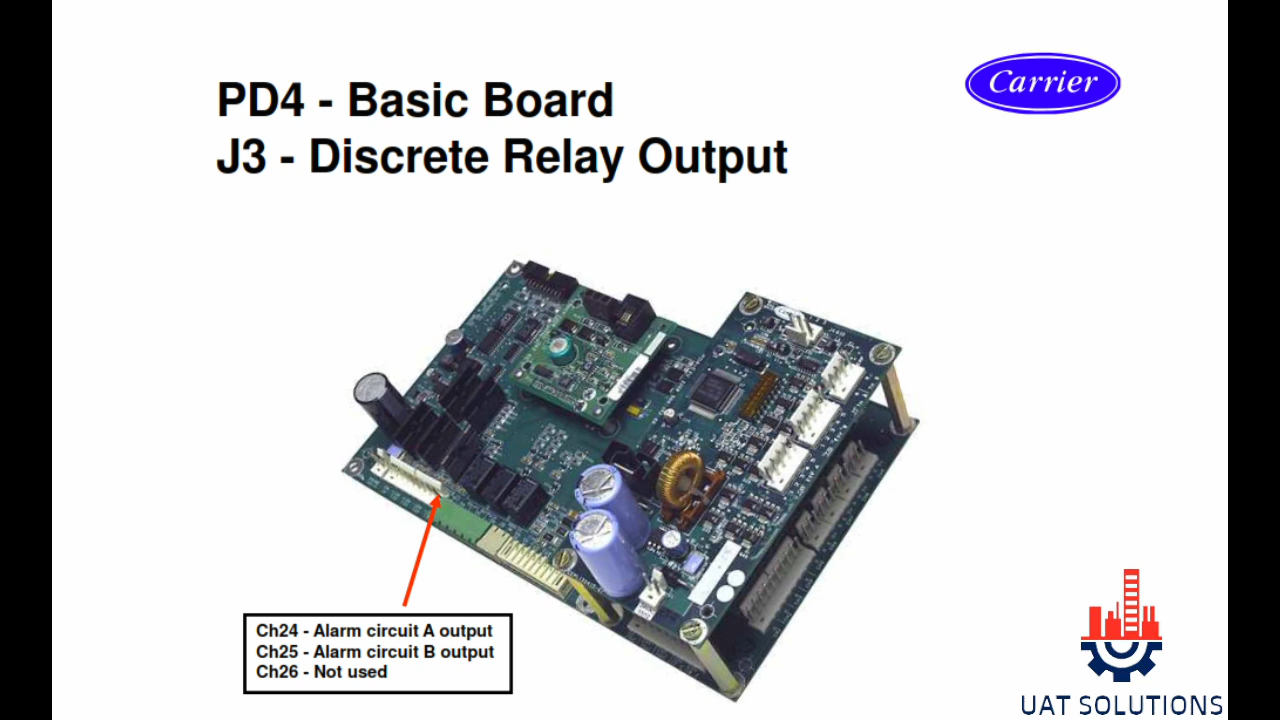 PD4 - Basic Board
J3 - Discrete Relay Output
Carrier
Ch24 - Alarm circuit A output
Ch25 - Alarm circuit B output
Ch26 - Not used
UAT SOLUTIONS